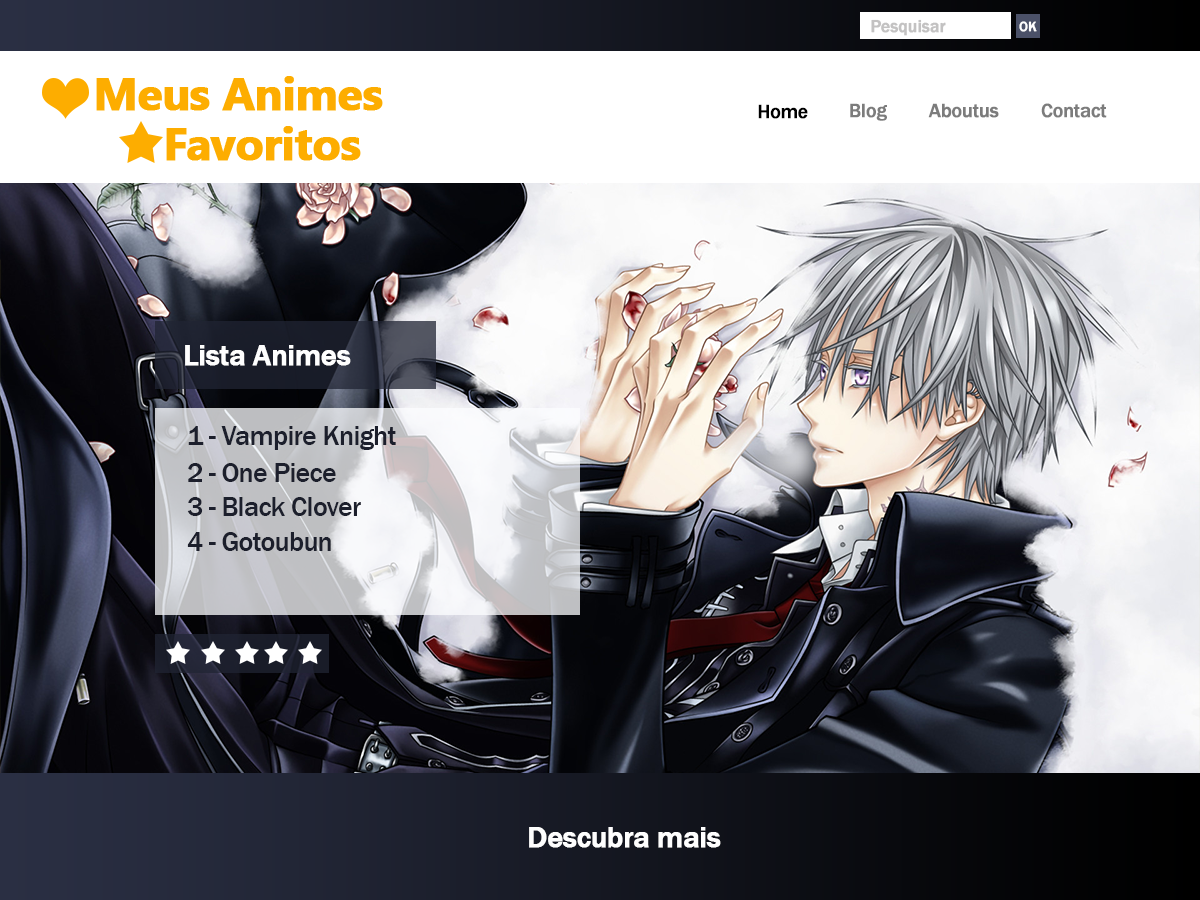 Pesquisar OK
Meus Animes
Favoritos
Home Blog Aboutus Contact
Lista Animes
1 - Vampire Knight
2 - One Piece
3 - Black Clover
4 - Gotoubun
Descubra mais